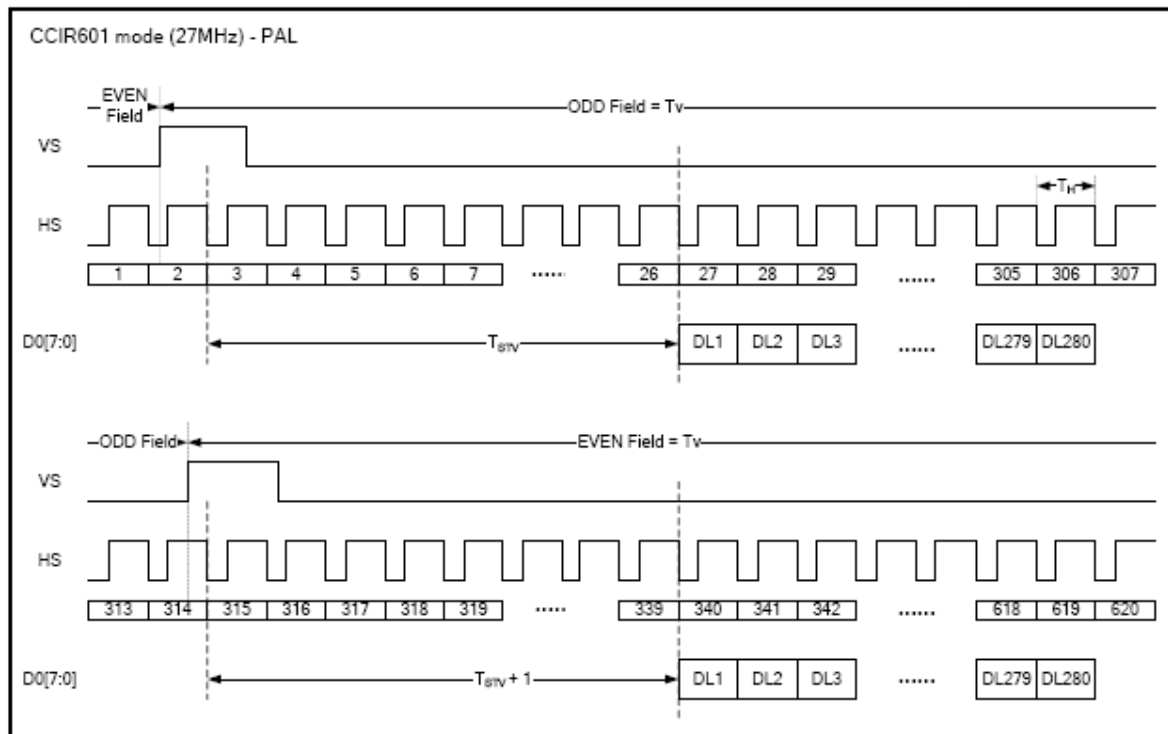 CCIR601 mode (27MHz) - PAL
EVEN Field ODD Field = Tv
VS
HS TH
1 2 3 4 5 6 7 ...... 26 27 28 29 ...... 305 306 307
D0[7:0] TSTV DL1 DL2 DL3 ...... DL279 DL280
ODD Field EVEN Field = Tv
VS
HS
313 314 315 316 317 318 319 ..... 339 340 341 342 ...... 618 619 620
D0[7:0] TSTV + 1 DL1 DL2 DL3 ...... DL279 DL280